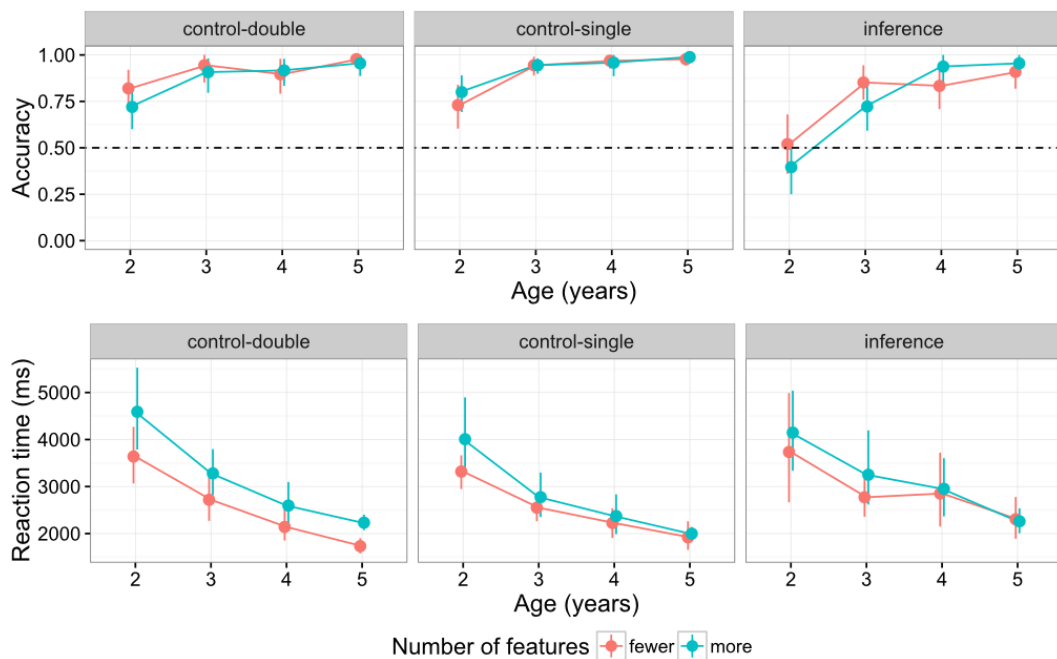 control-double control-single inference
Accuracy
1.00
0.75
0.50
0.25
0.00
2 3 4 5 2 3 4 5 2 3 4 5
Age (years)
control-double control-single inference
Reaction time (ms)
5000
4000
3000
2000
2 3 4 5 2 3 4 5 2 3 4 5
Age (years)
Number of features fewer more